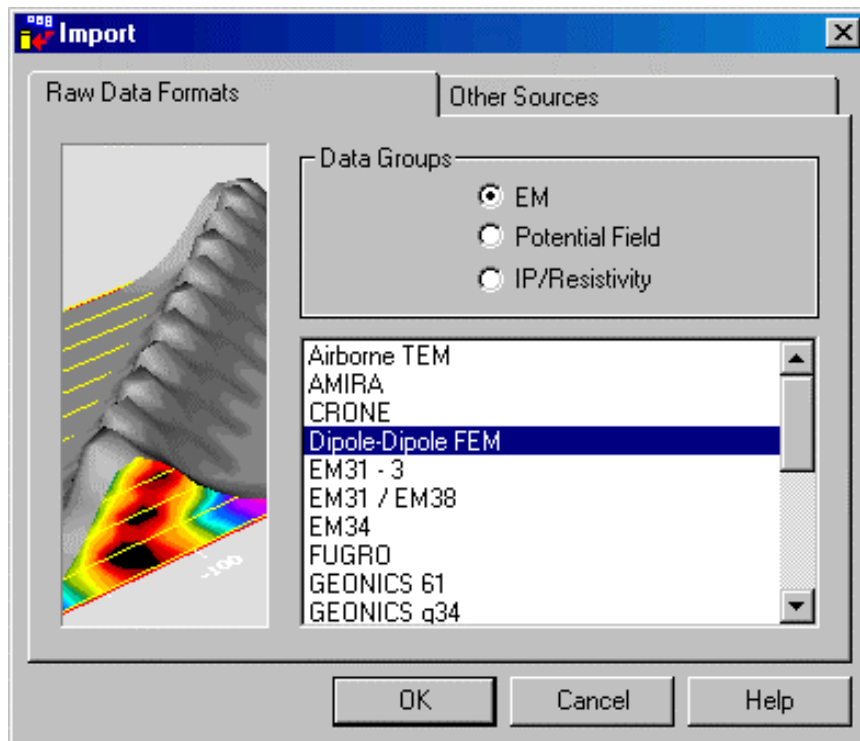 Import
Raw Data Formats
Other Sources
Data Groups
EM
Potential Field
IP/Resistivity
Airborne TEM
AMIRA
CRONE
Dipole-Dipole FEM
EM31 - 3
EM31 / EM38
EM34
FUGRO
GEONICS 61
GEONICS g34
-100
OK
Cancel
Help